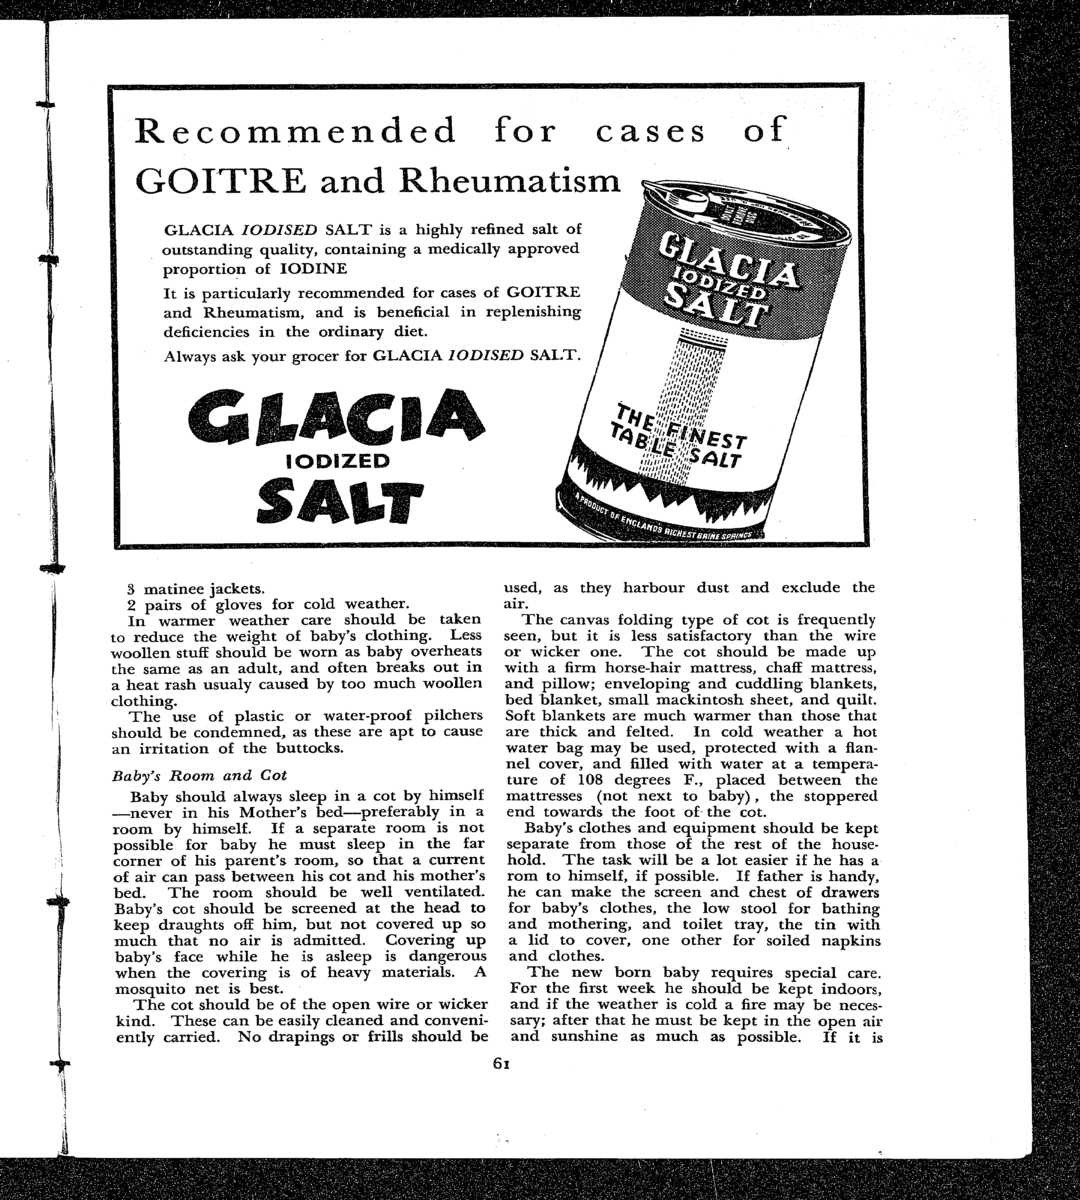 Recommended for cases of
GOITRE and Rheumatism
GLACIA IODISED SALT is a highly refined salt of
outstanding quality, containing a medically approved
proportion of IODINE
It is particularly recommended for cases of GOITRE
and Rheumatism, and is beneficial in replenishing
deficiencies in the ordinary diet.
Always ask your grocer for GLACIA IODISED SALT.
GLACIA
IODIZED
SALT
GLACIA
IODIZED
SALT
THE FINEST
TABLE SALT
A PRODUCT OF ENGLANDS RICHEST BRINE SPRINGS
3 matinee jackets.
2 pairs of gloves for cold weather.
In warmer weather care should be taken
to reduce the weight of baby's clothing. Less
woollen stuff should be worn as baby overheats
the same as an adult, and often breaks out in
a heat rash usualy caused by too much woollen
clothing.
The use of plastic or water-proof pilchers
should be condemned, as these are apt to cause
an irritation of the buttocks.
Baby's Room and Cot
Baby should always sleep in a cot by himself
—never in his Mother's bed—preferably in a
room by himself. If a separate room is not
possible for baby he must sleep in the far
corner of his parent's room, so that a current
of air can pass between his cot and his mother's
bed. The room should be well ventilated.
Baby's cot should be screened at the head to
keep draughts off him, but not covered up so
much that no air is admitted. Covering up
baby's face while he is asleep is dangerous
when the covering is of heavy materials. A
mosquito net is best.
The cot should be of the open wire or wicker
kind. These can be easily cleaned and conveni-
ently carried. No drapings or frills should be
used, as they harbour dust and exclude the
air.
The canvas folding type of cot is frequently
seen, but it is less satisfactory than the wire
or wicker one. The cot should be made up
with a firm horse-hair mattress, chaff mattress,
and pillow; enveloping and cuddling blankets,
bed blanket, small mackintosh sheet, and quilt.
Soft blankets are much warmer than those that
are thick and felted. In cold weather a hot
water bag may be used, protected with a flan-
nel cover, and filled with water at a tempera-
ture of 108 degrees F., placed between the
mattresses (not next to baby), the stoppered
end towards the foot of the cot.
Baby's clothes and equipment should be kept
separate from those of the rest of the house-
hold. The task will be a lot easier if he has a
rom to himself, if possible. If father is handy,
he can make the screen and chest of drawers
for baby's clothes, the low stool for bathing
and mothering, and toilet tray, the tin with
a lid to cover, one other for soiled napkins
and clothes.
The new born baby requires special care.
For the first week he should be kept indoors,
and if the weather is cold a fire may be neces-
sary; after that he must be kept in the open air
and sunshine as much as possible. If it is
61